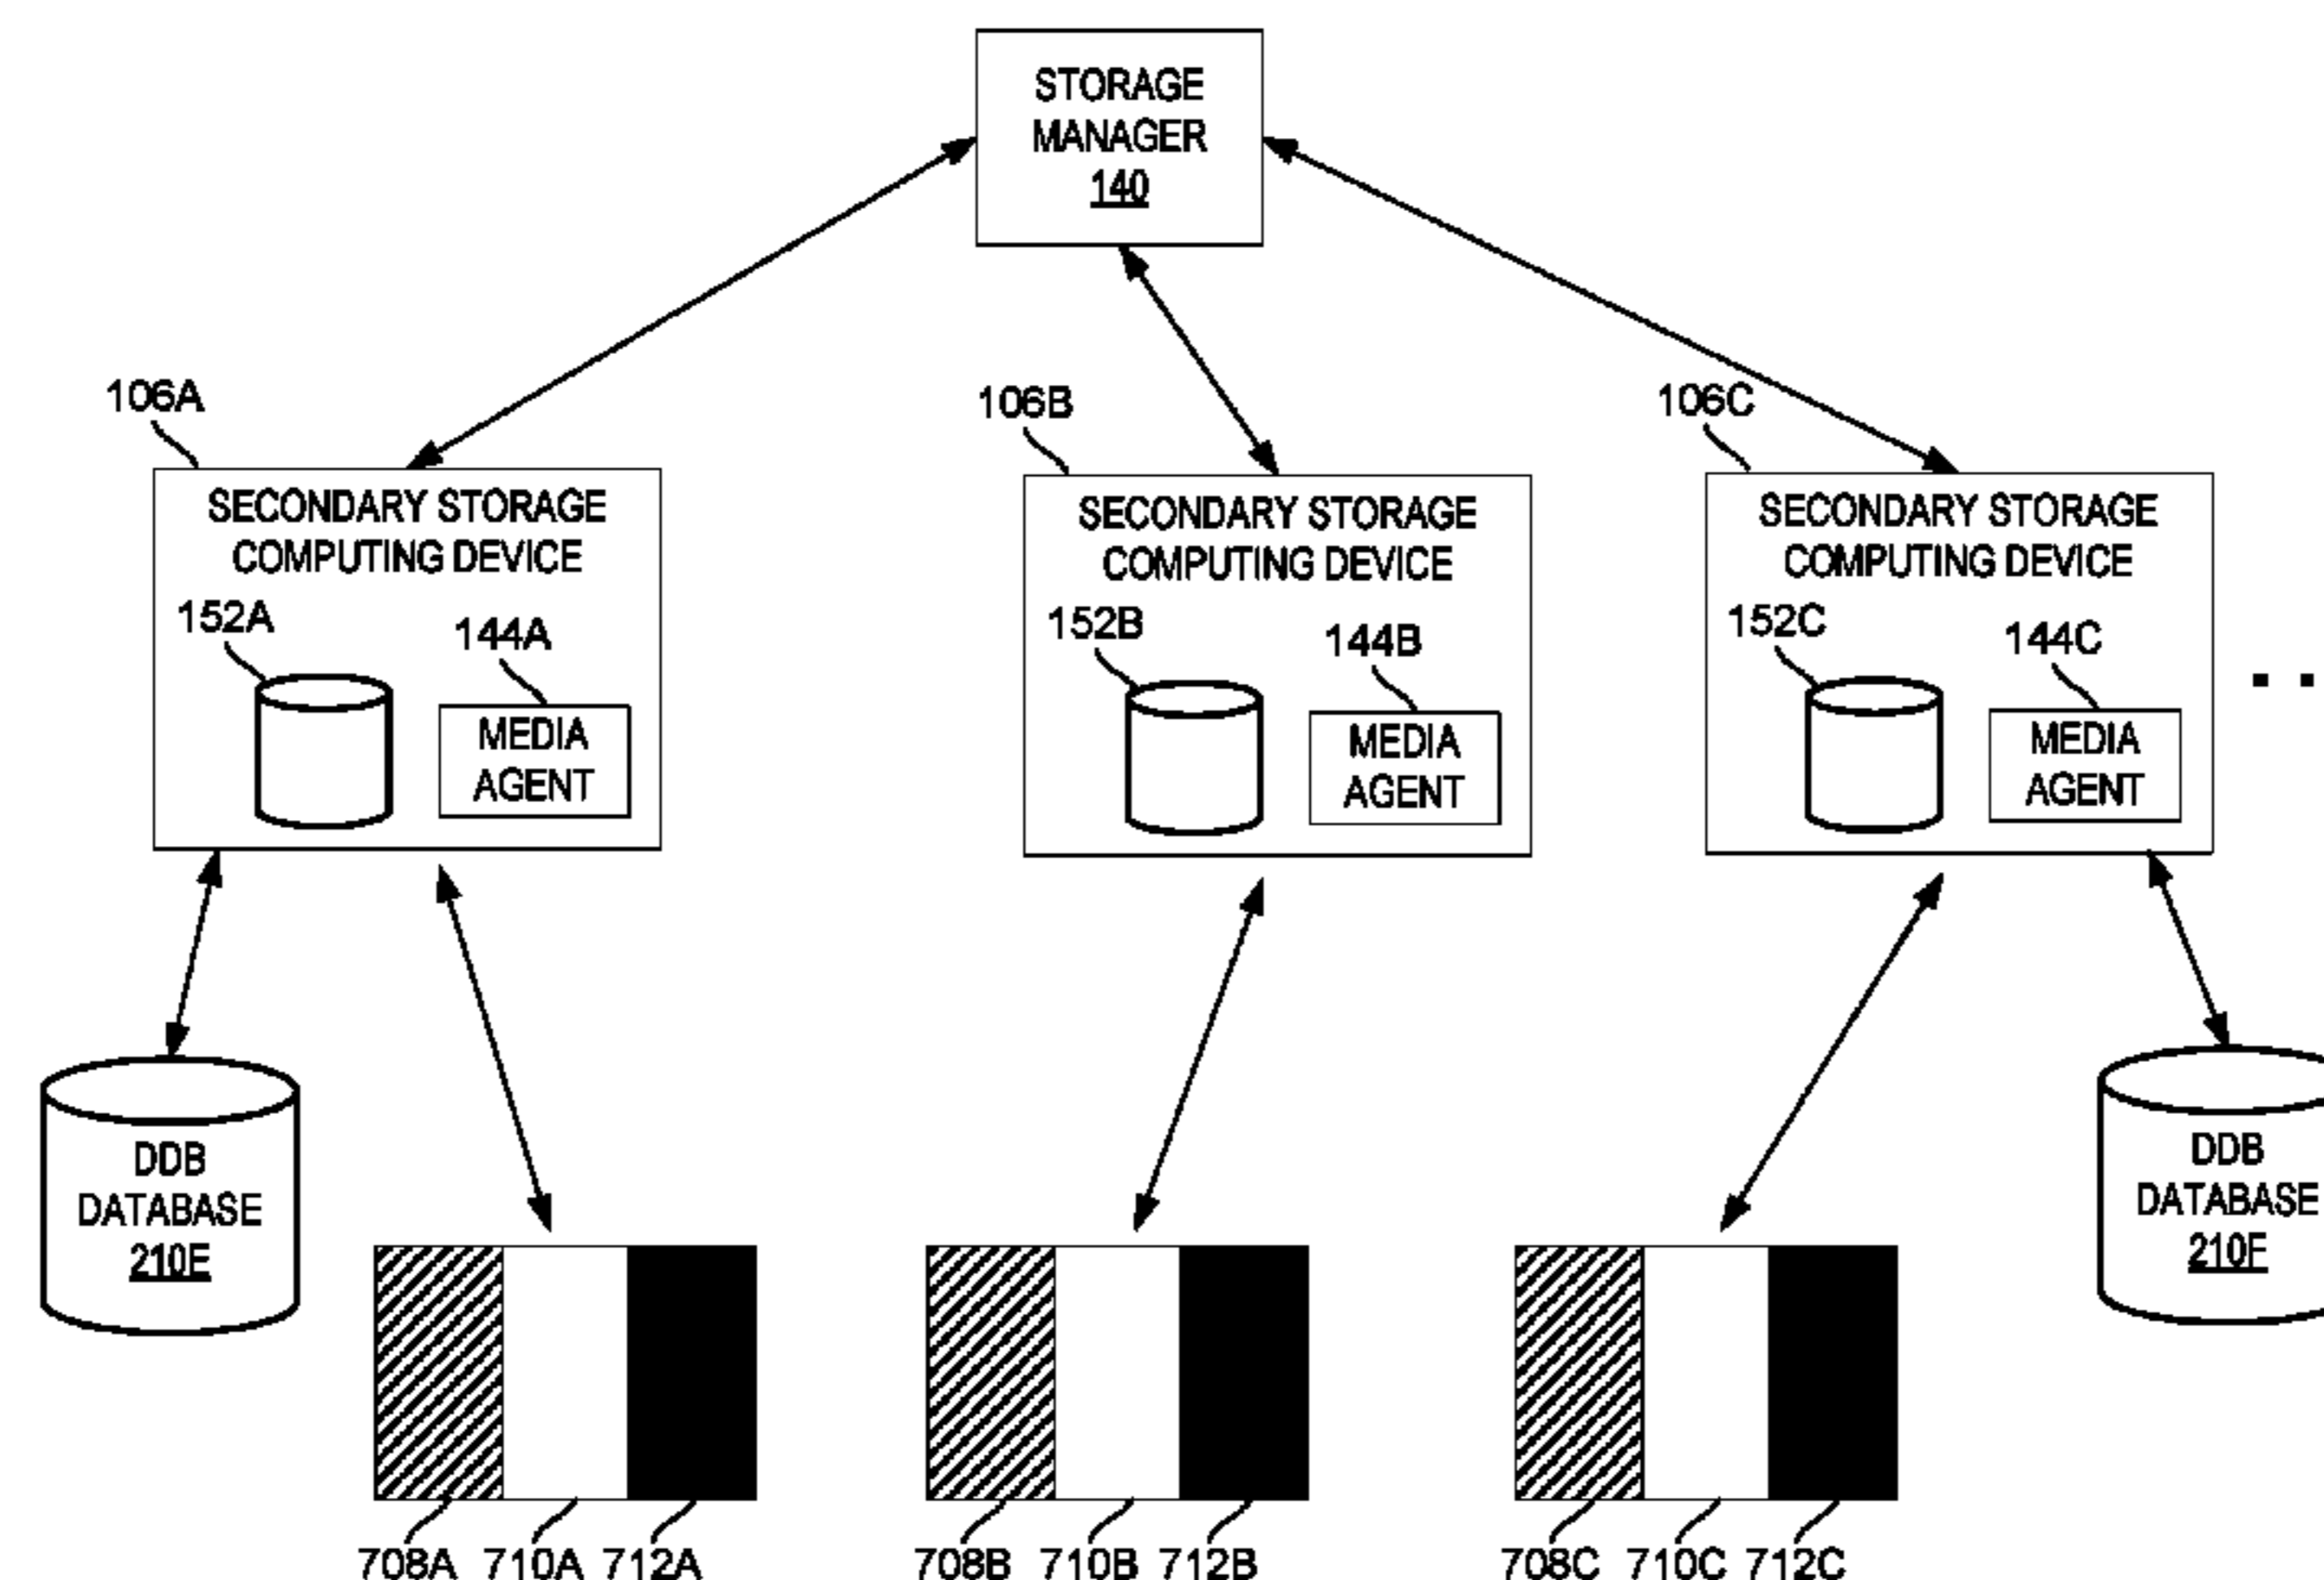 STORAGE
MANAGER
140
106A
106B
106C
SECONDARY STORAGE
COMPUTING DEVICE
152A
144A
MEDIA
AGENT
SECONDARY STORAGE
COMPUTING DEVICE
152B
144B
MEDIA
AGENT
SECONDARY STORAGE
COMPUTING DEVICE
152C
144C
MEDIA
AGENT
DDB
DATABASE
210E
DDB
DATABASE
210F
708A 710A 712A
708B 710B 712B
708C 710C 712C